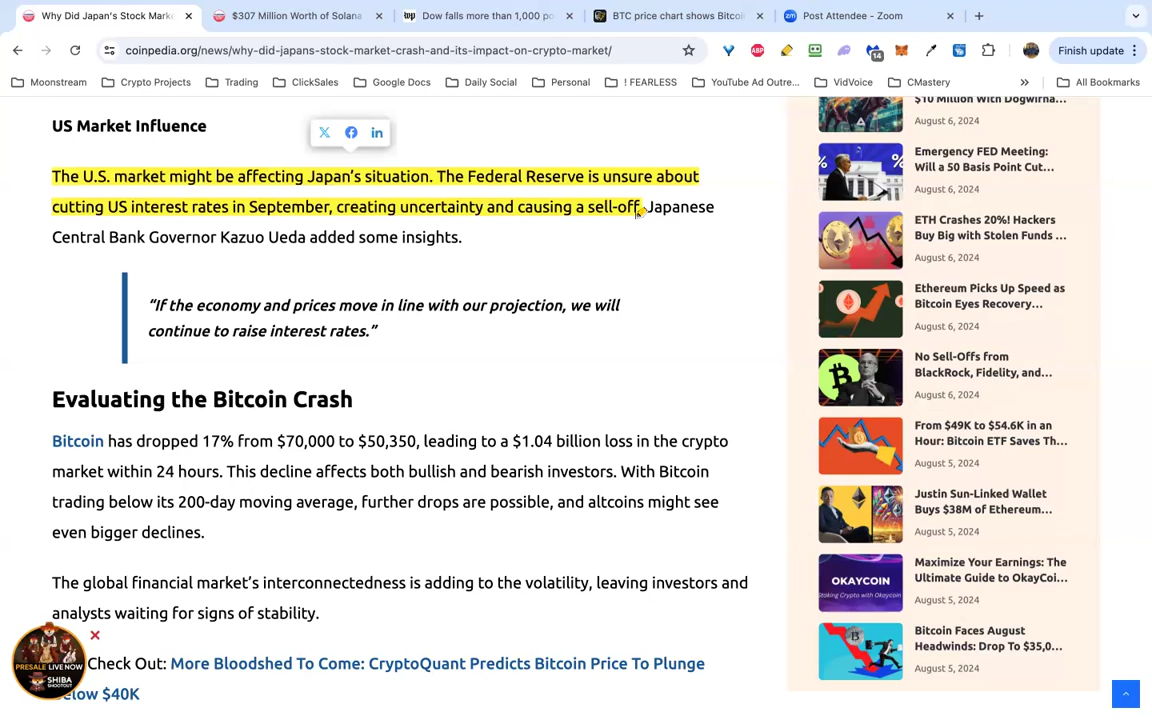 Why Did Japan's Stock Marke
$307 Million Worth of Solana
Dow falls more than 1,000 po
BTC price chart shows Bitcoi
Post Attendee - Zoom
coinpedia.org/news/why-did-japans-stock-market-crash-and-its-impact-on-crypto-market/
ABP
14
Finish update
Moonstream
Crypto Projects
Trading
ClickSales
Google Docs
Daily Social
Personal
! FEARLESS
YouTube Ad Outre...
VidVoice
CMastery
»
All Bookmarks
US Market Influence
The U.S. market might be affecting Japan's situation. The Federal Reserve is unsure about
cutting US interest rates in September, creating uncertainty and causing a sell-off. Japanese
Central Bank Governor Kazuo Ueda added some insights.
“If the economy and prices move in line with our projection, we will
continue to raise interest rates.”
Evaluating the Bitcoin Crash
Bitcoin has dropped 17% from $70,000 to $50,350, leading to a $1.04 billion loss in the crypto
market within 24 hours. This decline affects both bullish and bearish investors. With Bitcoin
trading below its 200-day moving average, further drops are possible, and altcoins might see
even bigger declines.
The global financial market's interconnectedness is adding to the volatility, leaving investors and
analysts waiting for signs of stability.
Check Out: More Bloodshed To Come: CryptoQuant Predicts Bitcoin Price To Plunge
elow $40K
PRESALE LIVE NOW
SHIBA
SHOOTOUT
$10 Million With Dogwifha...
August 6, 2024
Emergency FED Meeting:
Will a 50 Basis Point Cut...
August 6, 2024
ETH Crashes 20%! Hackers
Buy Big with Stolen Funds ...
August 6, 2024
Ethereum Picks Up Speed as
Bitcoin Eyes Recovery...
August 6, 2024
No Sell-Offs from
BlackRock, Fidelity, and...
August 6, 2024
From $49K to $54.6K in an
Hour: Bitcoin ETF Saves Th...
August 5, 2024
Justin Sun-Linked Wallet
Buys $38M of Ethereum...
August 5, 2024
OKAYCOIN
Staking Crypto with Okaycoin
Maximize Your Earnings: The
Ultimate Guide to OkayCoi...
August 5, 2024
Bitcoin Faces August
Headwinds: Drop To $35,0...
August 5, 2024